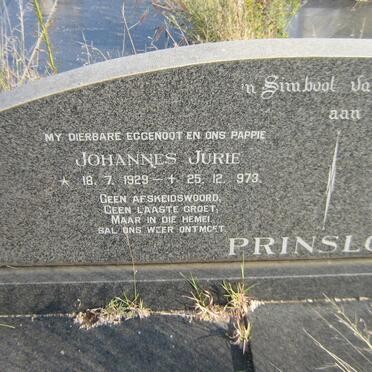 'n Simbool Va
aan
MY DIERBARE EGGENOOT EN ONS PAPPIE
JOHANNES JURIE
* 18. 7. 1929 – + 25. 12. 973.
GEEN AFSKEIDSWOORD,
GEEN LAASTE GROET,
MAAR IN DIE HEMEL
SAL ONS WEER ONTMOET.
PRINSLO